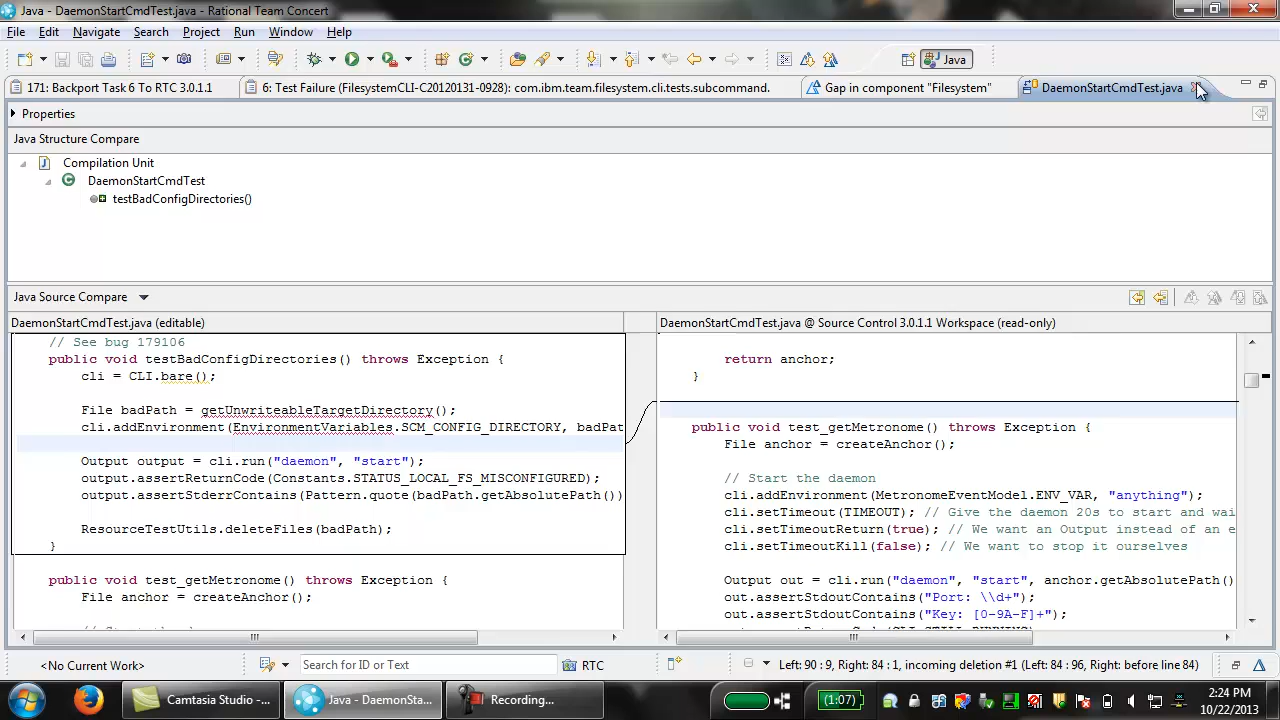 Java - DaemonStartCmdTest.java - Rational Team Concert
File Edit Navigate Search Project Run Window Help
Java
171: Backport Task 6 To RTC 3.0.1.1
6: Test Failure (FilesystemCLI-C20120131-0928): com.ibm.team.filesystem.cli.tests.subcommand.
Gap in component "Filesystem"
DaemonStartCmdTest.java
Properties
Java Structure Compare
Compilation Unit
DaemonStartCmdTest
testBadConfigDirectories()
Java Source Compare
DaemonStartCmdTest.java (editable)
// See bug 179106
public void testBadConfigDirectories() throws Exception {
cli = CLI.bare();
File badPath = getUnwriteableTargetDirectory();
cli.addEnvironment(EnvironmentVariables.SCM_CONFIG_DIRECTORY, badPat
Output output = cli.run("daemon", "start");
output.assertReturnCode(Constants.STATUS_LOCAL_FS_MISCONFIGURED);
output.assertStderrContains(Pattern.quote(badPath.getAbsolutePath())
ResourceTestUtils.deleteFiles(badPath);
}
public void test_getMetronome() throws Exception {
File anchor = createAnchor();
DaemonStartCmdTest.java @ Source Control 3.0.1.1 Workspace (read-only)
return anchor;
}
public void test_getMetronome() throws Exception {
File anchor = createAnchor();
// Start the daemon
cli.addEnvironment(MetronomeEventModel.ENV_VAR, "anything");
cli.setTimeout(TIMEOUT); // Give the daemon 20s to start and wai
cli.setTimeoutReturn(true); // We want an Output instead of an e
cli.setTimeoutKill(false); // We want to stop it ourselves
Output out = cli.run("daemon", "start", anchor.getAbsolutePath()
out.assertStdoutContains("Port: \\d+");
out.assertStdoutContains("Key: [0-9A-F]+");
<No Current Work>
Search for ID or Text
RTC
Left: 90 : 9, Right: 84 : 1, incoming deletion #1 (Left: 84 : 96, Right: before line 84)
Camtasia Studio -...
Java - DaemonSta...
Recording...
(1:07)
2:24 PM
10/22/2013